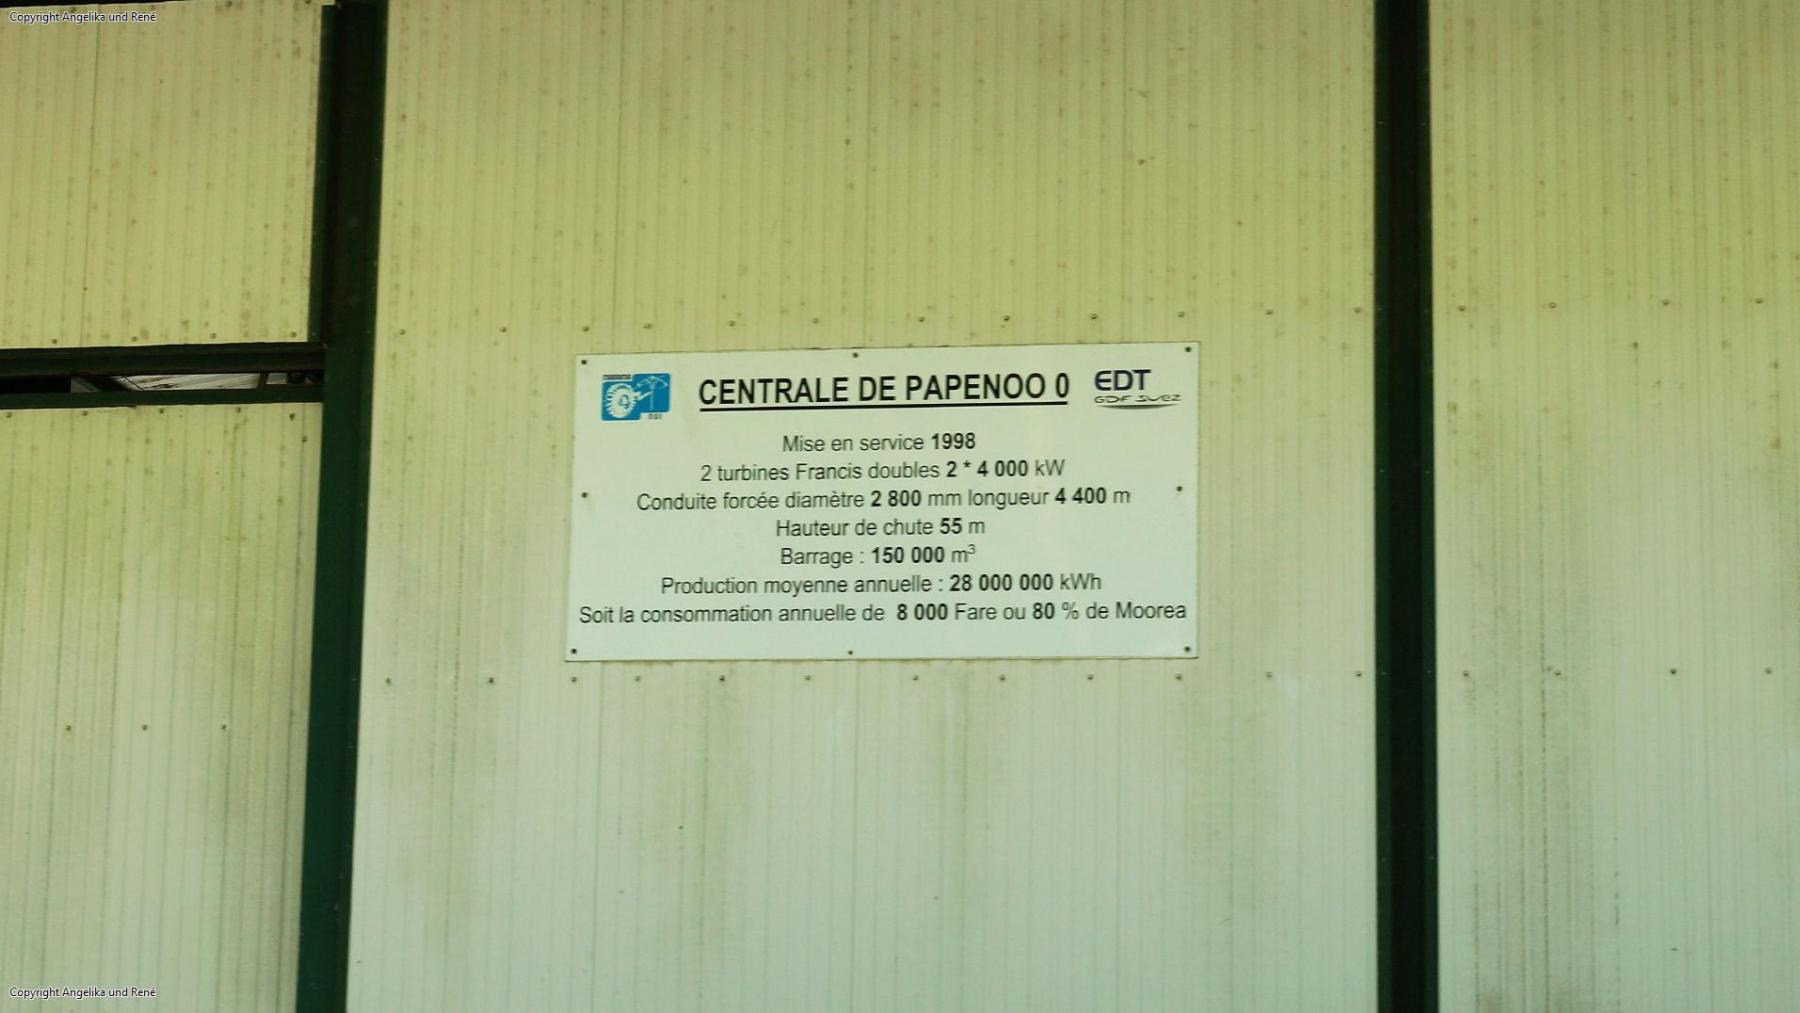 Copyright Angelika und René
CENTRALE DE PAPENOO 0
EDT
GDF SUEZ
Mise en service 1998
2 turbines Francis doubles 2 * 4 000 kW
Conduite forcée diamètre 2 800 mm longueur 4 400 m
Hauteur de chute 55 m
Barrage : 150 000 m³
Production moyenne annuelle : 28 000 000 kWh
Soit la consommation annuelle de 8 000 Fare ou 80 % de Moorea
Copyright Angelika und René